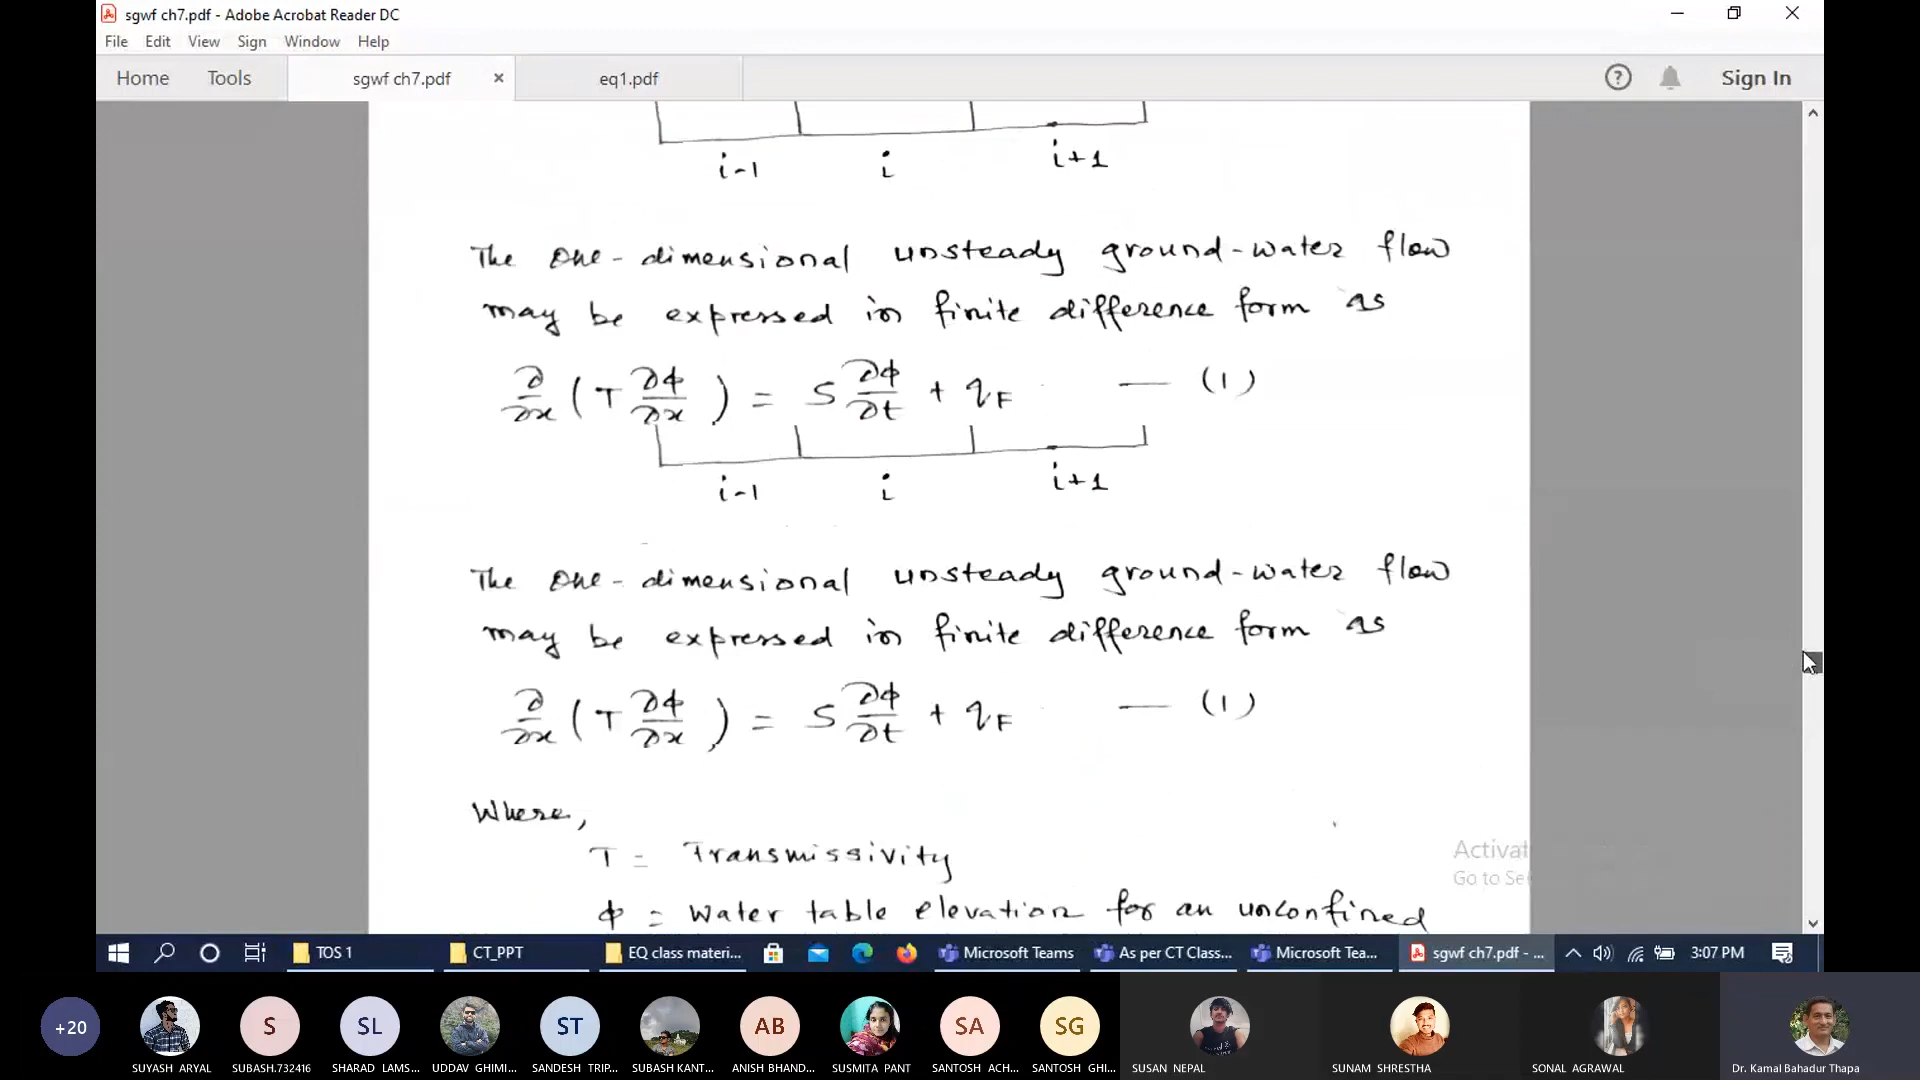 sgwf ch7.pdf - Adobe Acrobat Reader DC
File Edit View Sign Window Help
Home Tools sgwf ch7.pdf × eq1.pdf Sign In
i-1 i i+1
The one-dimensional unsteady ground-water flow
may be expressed in finite difference form as
∂/∂x (T ∂ϕ/∂x) = S ∂ϕ/∂t + qF — (1)
i-1 i i+1
The one-dimensional unsteady ground-water flow
may be expressed in finite difference form as
∂/∂x (T ∂ϕ/∂x) = S ∂ϕ/∂t + qF — (1)
Where,
T = Transmissivity
Activat
ϕ = Water table elevation for an unconfined
Go to Se
TOS 1 CT_PPT EQ class materi... Microsoft Teams As per CT Class... Microsoft Tea... sgwf ch7.pdf - ... 3:07 PM
+20 S SL ST AB SA SG
SUYASH ARYAL SUBASH.732416 SHARAD LAMS... UDDAV GHIMI... SANDESH TRIP... SUBASH KANT... ANISH BHAND... SUSMITA PANT SANTOSH ACH... SANTOSH GHI... SUSAN NEPAL SUNAM SHRESTHA SONAL AGRAWAL Dr. Kamal Bahadur Thapa